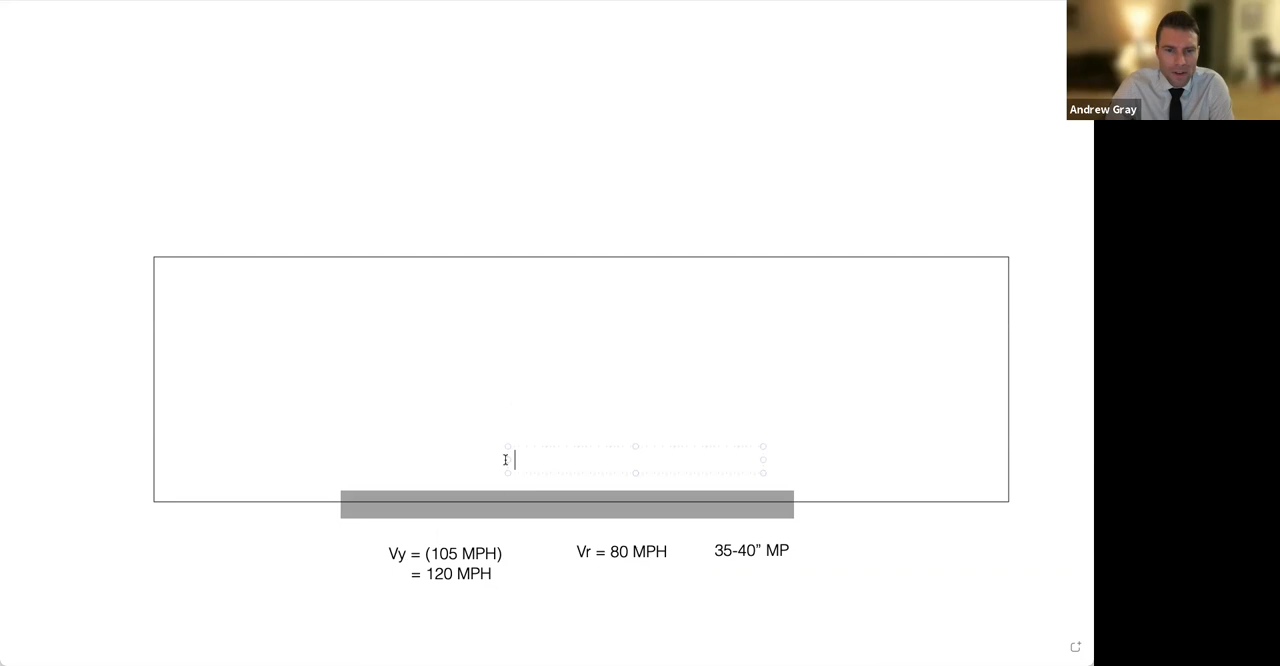 Andrew Gray
Vy = (105 MPH)
= 120 MPH
Vr = 80 MPH
35-40” MP